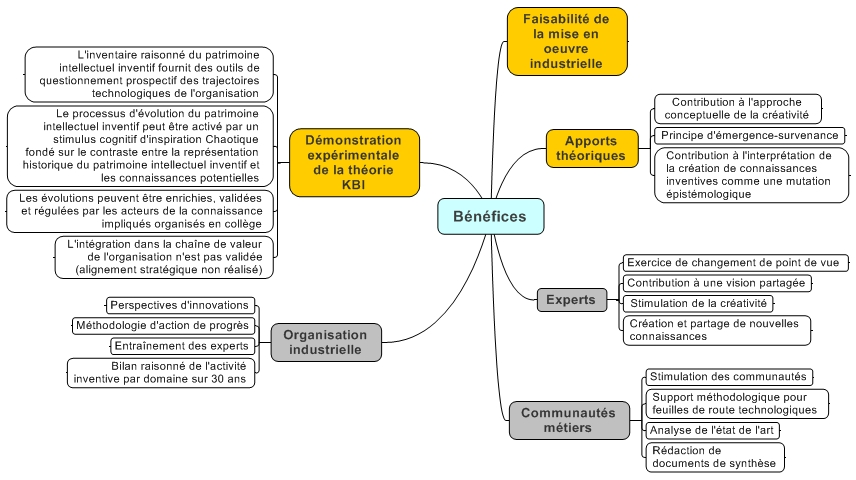 Bénéfices
Faisabilité de
la mise en
oeuvre
industrielle
Apports
théoriques
Contribution à l'approche
conceptuelle de la créativité
Principe d'émergence-survenance
Contribution à l'interprétation de
la création de connaissances
inventives comme une mutation
épistémologique
Experts
Exercice de changement de point de vue
Contribution à une vision partagée
Stimulation de la créativité
Création et partage de nouvelles
connaissances
Communautés
métiers
Stimulation des communautés
Support méthodologique pour
feuilles de route technologiques
Analyse de l'état de l'art
Rédaction de
documents de synthèse
Démonstration
expérimentale
de la théorie
KBI
L'inventaire raisonné du patrimoine
intellectuel inventif fournit des outils de
questionnement prospectif des trajectoires
technologiques de l'organisation
Le processus d'évolution du patrimoine
intellectuel inventif peut être activé par un
stimulus cognitif d'inspiration Chaotique
fondé sur le contraste entre la représentation
historique du patrimoine intellectuel inventif et
les connaissances potentielles
Les évolutions peuvent être enrichies, validées
et régulées par les acteurs de la connaissance
impliqués organisés en collège
L'intégration dans la chaîne de valeur
de l'organisation n'est pas validée
(alignement stratégique non réalisé)
Organisation
industrielle
Perspectives d'innovations
Méthodologie d'action de progrès
Entraînement des experts
Bilan raisonné de l'activité
inventive par domaine sur 30 ans